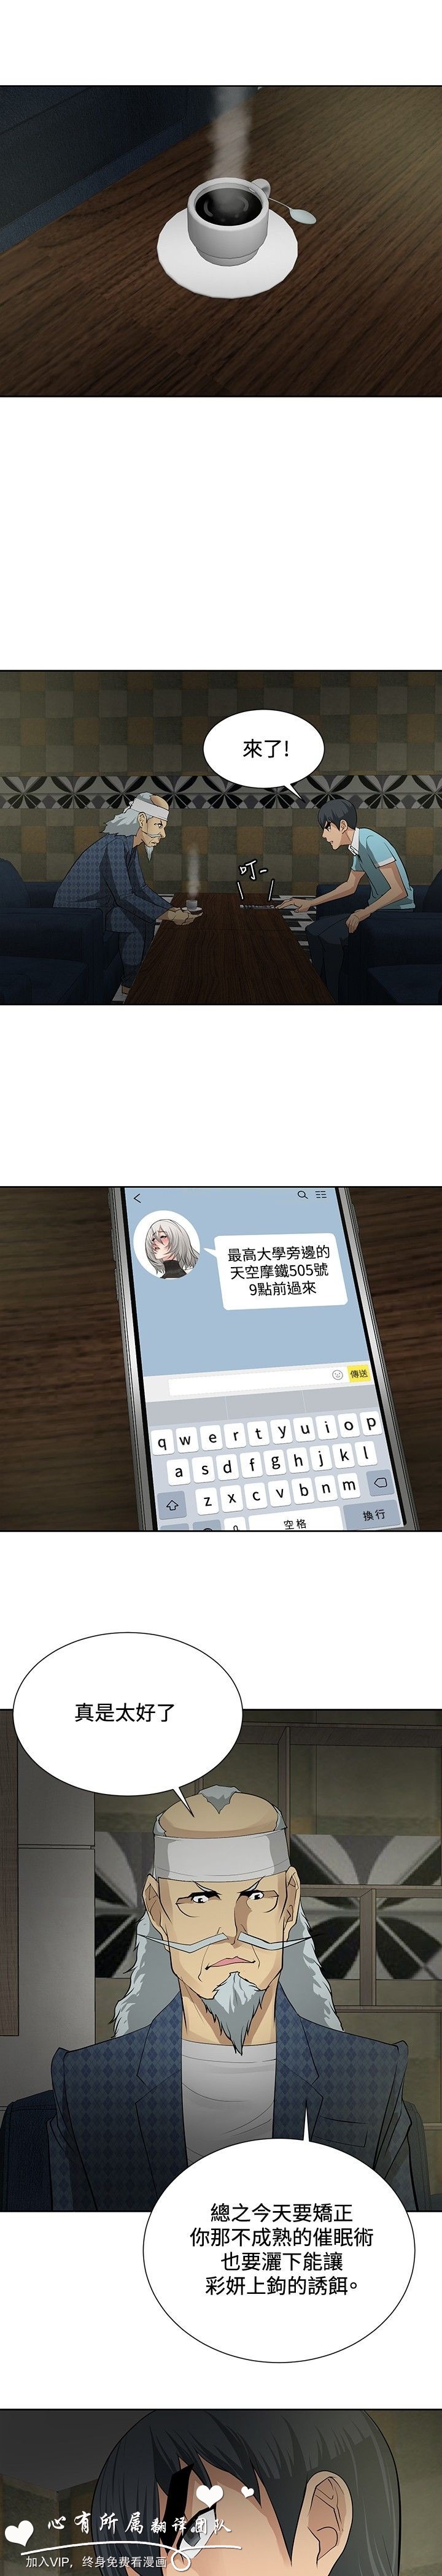 來了!
叮-
最高大學旁邊的
天空摩鐵505號
9點前過來
傳送
q w e r t y u i o p
a s d f g h j k l
z x c v b n m
空格
換行
真是太好了
總之今天要矯正
你那不成熟的催眠術
也要灑下能讓
彩妍上鉤的誘餌。
心有所属翻译团队
加入VIP，终身免费看漫画